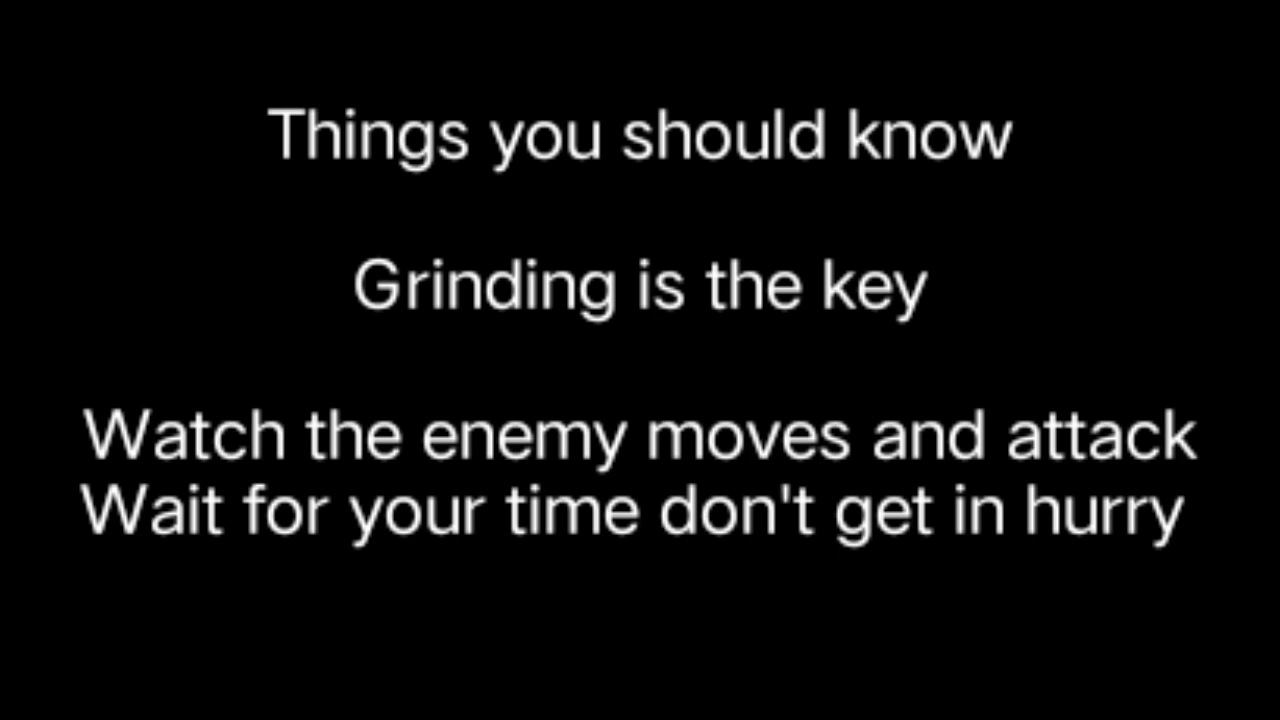 Things you should know
Grinding is the key
Watch the enemy moves and attack
Wait for your time don't get in hurry